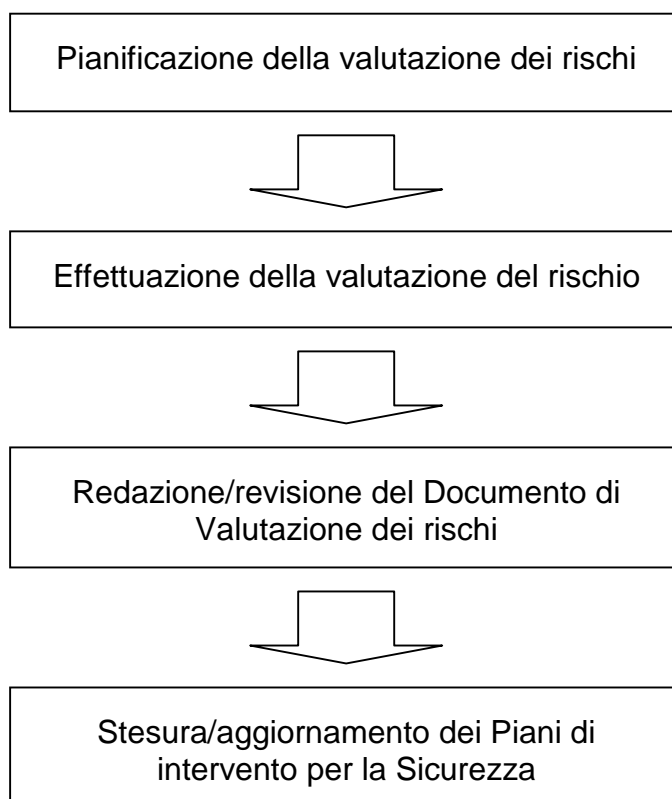 Pianificazione della valutazione dei rischi
Effettuazione della valutazione del rischio
Redazione/revisione del Documento di
Valutazione dei rischi
Stesura/aggiornamento dei Piani di
intervento per la Sicurezza